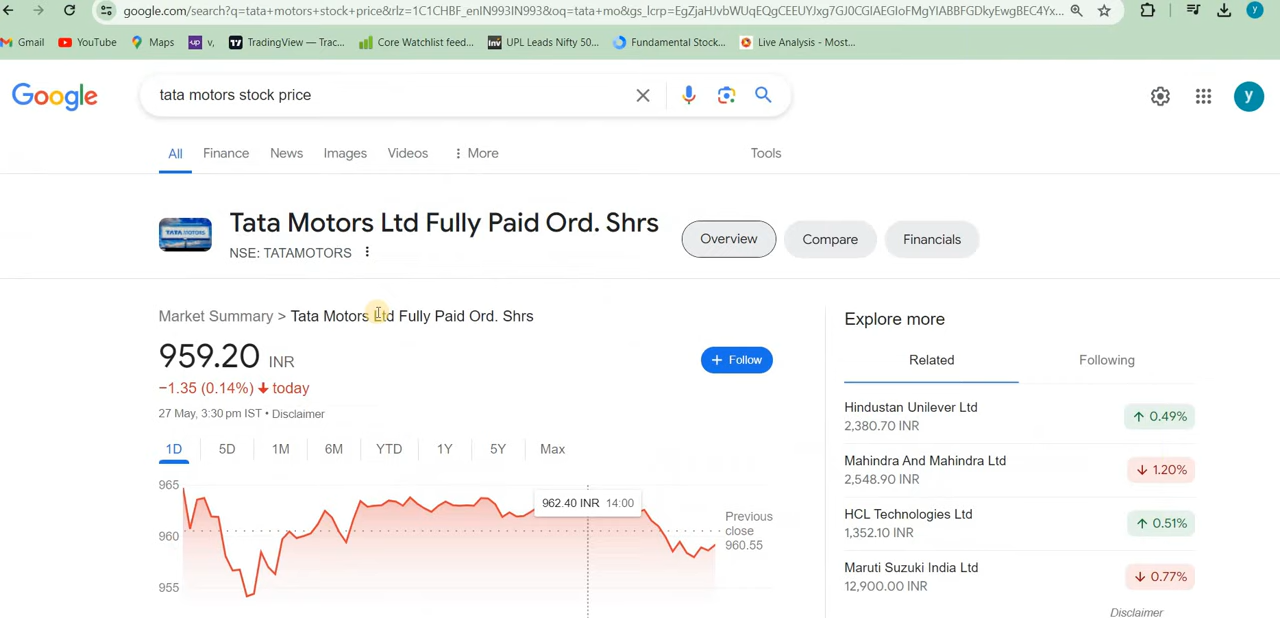 google.com/search?q=tata+motors+stock+price&rlz=1C1CHBF_enIN993IN993&oq=tata+mo&gs_lcrp=EgZjaHJvbWUqEQgCEEUYJxg7GJ0CGIAEGIoFMgYIABBFGDkyEwgBEC4Yx...
Gmail YouTube Maps up v, TradingView — Trac... Core Watchlist feed... Inv UPL Leads Nifty 50... Fundamental Stock... Live Analysis - Most...
Google tata motors stock price y
All Finance News Images Videos More Tools
TATA MOTORS
Tata Motors Ltd Fully Paid Ord. Shrs
NSE: TATAMOTORS
Overview Compare Financials
Market Summary > Tata Motors Ltd Fully Paid Ord. Shrs
959.20 INR
+ Follow
−1.35 (0.14%) ↓ today
27 May, 3:30 pm IST • Disclaimer
1D 5D 1M 6M YTD 1Y 5Y Max
965
960
955
962.40 INR 14:00
Previous
close
960.55
Explore more
Related Following
Hindustan Unilever Ltd
2,380.70 INR
↑ 0.49%
Mahindra And Mahindra Ltd
2,548.90 INR
↓ 1.20%
HCL Technologies Ltd
1,352.10 INR
↑ 0.51%
Maruti Suzuki India Ltd
12,900.00 INR
↓ 0.77%
Disclaimer